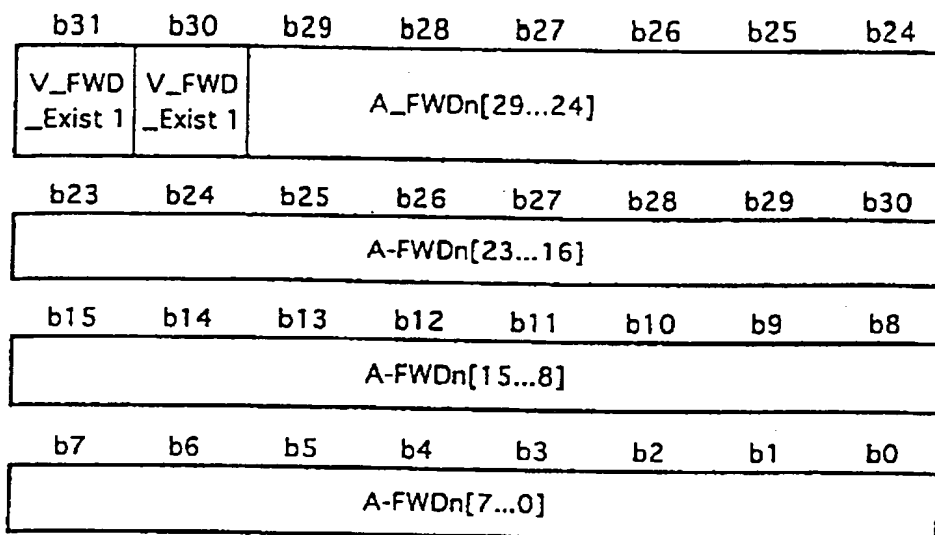 b31 b30 b29 b28 b27 b26 b25 b24
V_FWD V_FWD
_Exist 1 _Exist 1 A_FWDn[29...24]
b23 b24 b25 b26 b27 b28 b29 b30
A-FWDn[23...16]
b15 b14 b13 b12 b11 b10 b9 b8
A-FWDn[15...8]
b7 b6 b5 b4 b3 b2 b1 b0
A-FWDn[7...0]